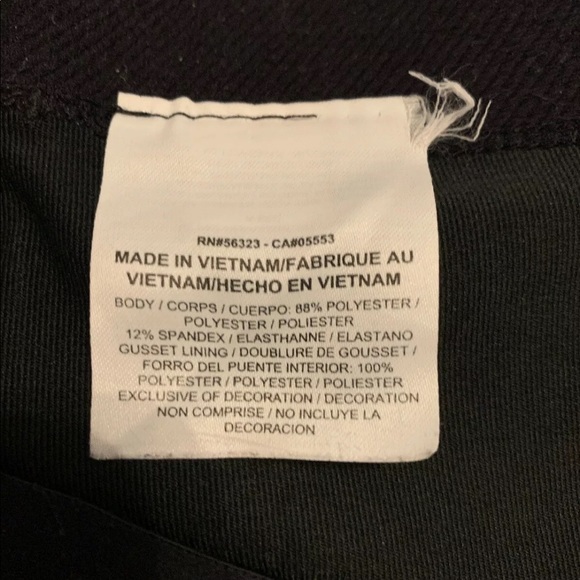 RN#56323 - CA#05553
MADE IN VIETNAM/FABRIQUE AU
VIETNAM/HECHO EN VIETNAM
BODY / CORPS / CUERPO: 88% POLYESTER /
POLYESTER / POLIESTER
12% SPANDEX / ELASTHANNE / ELASTANO
GUSSET LINING / DOUBLURE DE GOUSSET /
FORRO DEL PUENTE INTERIOR: 100%
POLYESTER / POLYESTER / POLIESTER
EXCLUSIVE OF DECORATION / DECORATION
NON COMPRISE / NO INCLUYE LA
DECORACION